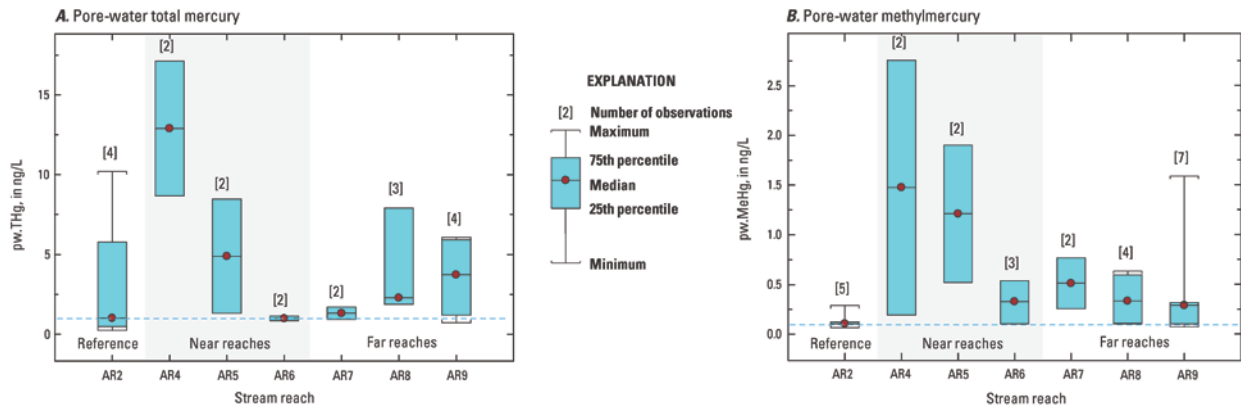 A. Pore-water total mercury
pw.THg, in ng/L
15
10
5
0
[4]
[2]
[2]
[2]
[2]
[3]
[4]
Reference
Near reaches
Far reaches
AR2
AR4
AR5
AR6
AR7
AR8
AR9
Stream reach
EXPLANATION
[2]
Number of observations
Maximum
75th percentile
Median
25th percentile
Minimum
B. Pore-water methylmercury
pw.MeHg, in ng/L
2.5
2.0
1.5
1.0
0.5
0.0
[5]
[2]
[2]
[3]
[2]
[4]
[7]
Reference
Near reaches
Far reaches
AR2
AR4
AR5
AR6
AR7
AR8
AR9
Stream reach